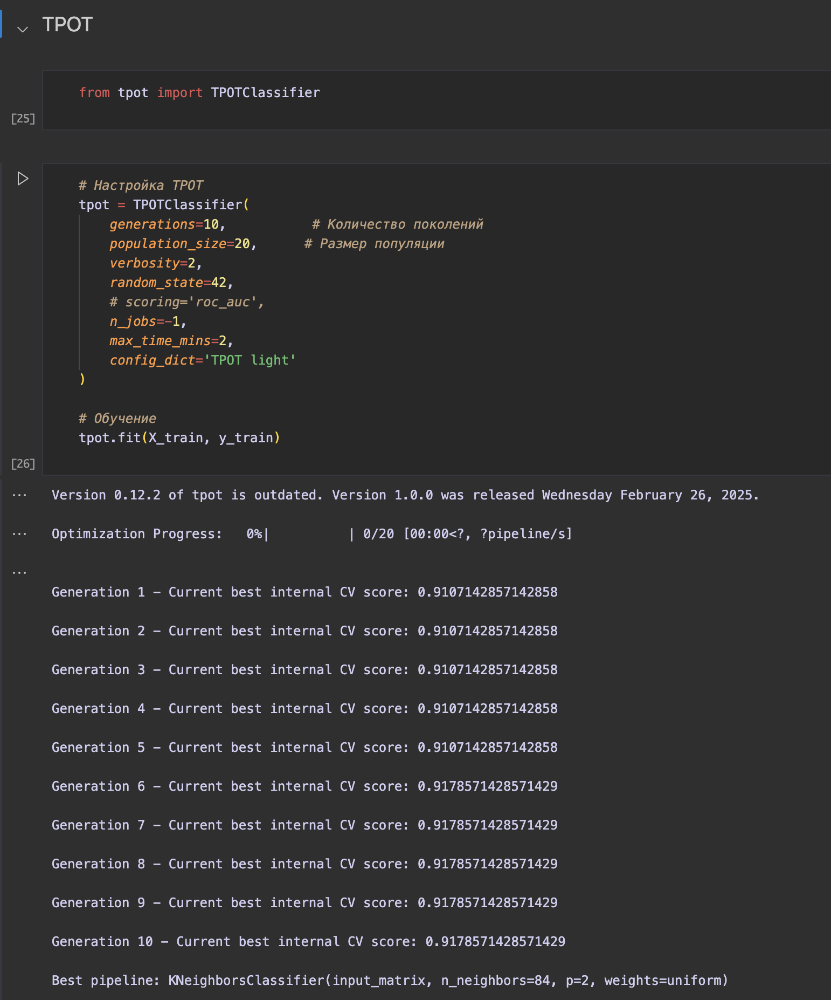 TPOT
from tpot import TPOTClassifier
[25]
# Настройка TPOT
tpot = TPOTClassifier(
generations=10, # Количество поколений
population_size=20, # Размер популяции
verbosity=2,
random_state=42,
# scoring='roc_auc',
n_jobs=-1,
max_time_mins=2,
config_dict='TPOT light'
)
# Обучение
tpot.fit(X_train, y_train)
[26]
... Version 0.12.2 of tpot is outdated. Version 1.0.0 was released Wednesday February 26, 2025.
... Optimization Progress: 0%| | 0/20 [00:00<?, ?pipeline/s]
...
Generation 1 - Current best internal CV score: 0.9107142857142858
Generation 2 - Current best internal CV score: 0.9107142857142858
Generation 3 - Current best internal CV score: 0.9107142857142858
Generation 4 - Current best internal CV score: 0.9107142857142858
Generation 5 - Current best internal CV score: 0.9107142857142858
Generation 6 - Current best internal CV score: 0.9178571428571429
Generation 7 - Current best internal CV score: 0.9178571428571429
Generation 8 - Current best internal CV score: 0.9178571428571429
Generation 9 - Current best internal CV score: 0.9178571428571429
Generation 10 - Current best internal CV score: 0.9178571428571429
Best pipeline: KNeighborsClassifier(input_matrix, n_neighbors=84, p=2, weights=uniform)